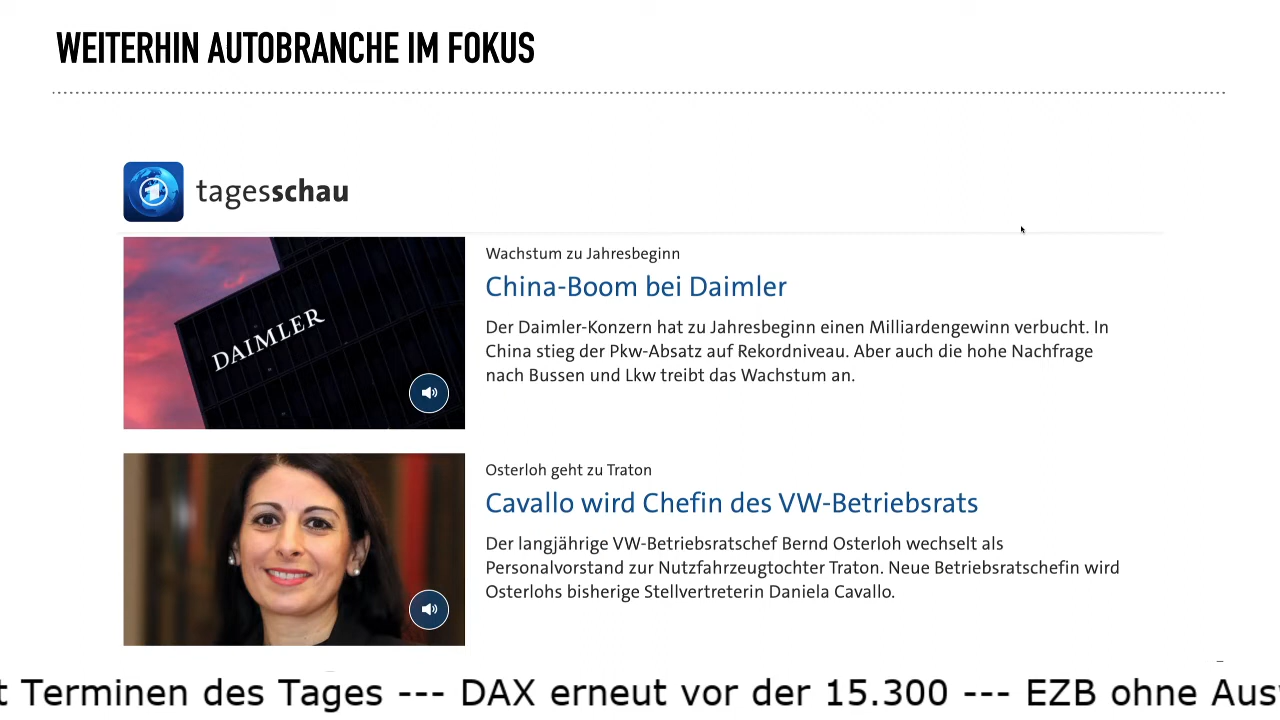 WEITERHIN AUTOBRANCHE IM FOKUS
1
tagesschau
DAIMLER
Wachstum zu Jahresbeginn
China-Boom bei Daimler
Der Daimler-Konzern hat zu Jahresbeginn einen Milliardengewinn verbucht. In
China stieg der Pkw-Absatz auf Rekordniveau. Aber auch die hohe Nachfrage
nach Bussen und Lkw treibt das Wachstum an.
Osterloh geht zu Traton
Cavallo wird Chefin des VW-Betriebsrats
Der langjährige VW-Betriebsratschef Bernd Osterloh wechselt als
Personalvorstand zur Nutzfahrzeugtochter Traton. Neue Betriebsratschefin wird
Osterlohs bisherige Stellvertreterin Daniela Cavallo.
t Terminen des Tages --- DAX erneut vor der 15.300 --- EZB ohne Ausw